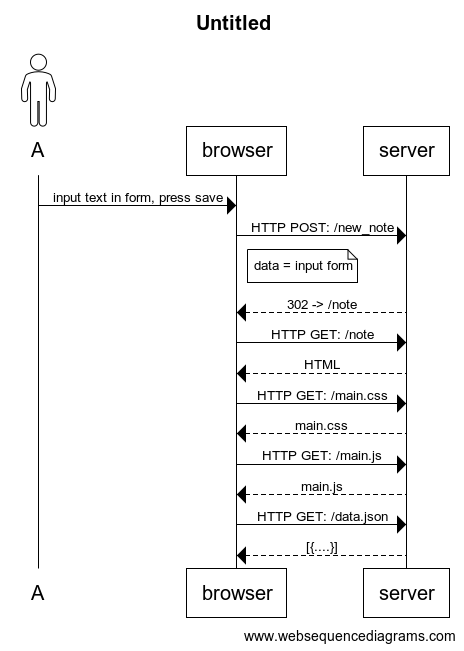 Untitled
A
browser
server
input text in form, press save
HTTP POST: /new_note
data = input form
302 -> /note
HTTP GET: /note
HTML
HTTP GET: /main.css
main.css
HTTP GET: /main.js
main.js
HTTP GET: /data.json
[{....}]
A
browser
server
www.websequencediagrams.com